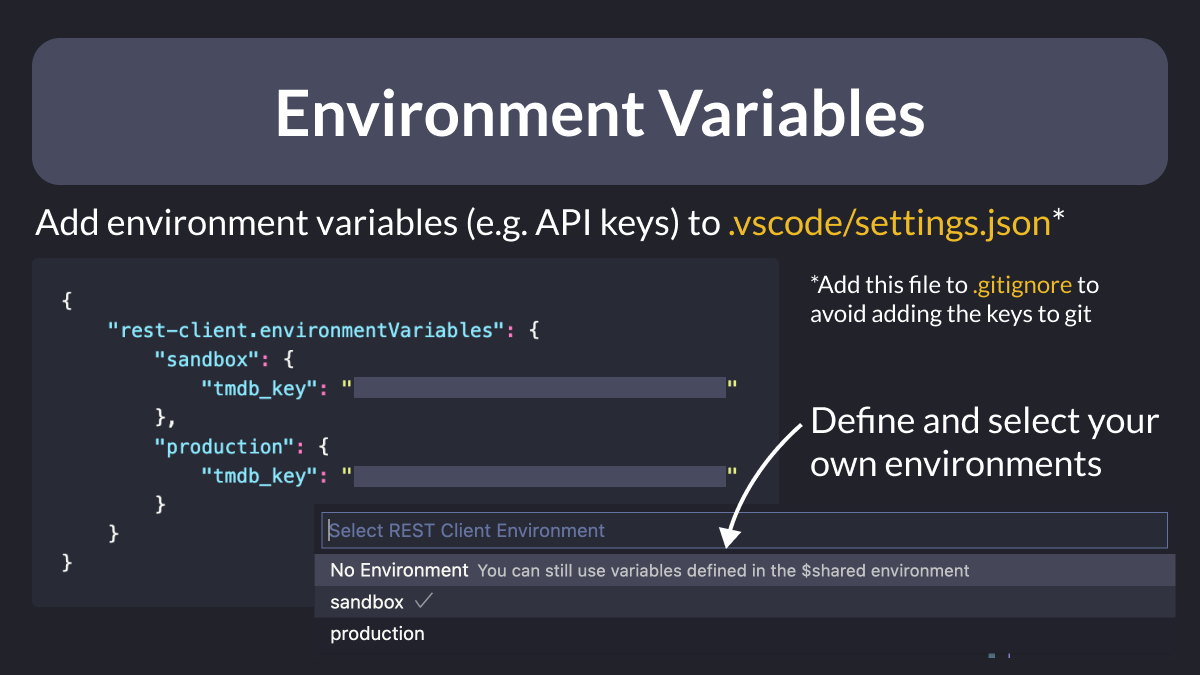 Environment Variables
Add environment variables (e.g. API keys) to .vscode/settings.json*
{
"rest-client.environmentVariables": {
"sandbox": {
"tmdb_key": " "
},
"production": {
"tmdb_key": " "
}
}
}
*Add this file to .gitignore to
avoid adding the keys to git
Define and select your
own environments
Select REST Client Environment
No Environment You can still use variables defined in the $shared environment
sandbox ✓
production